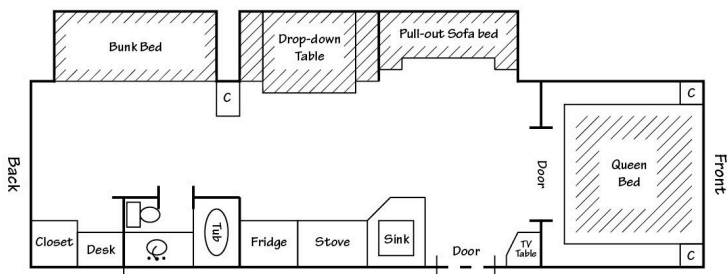 Bunk Bed
Drop-down
Table
Pull-out Sofa bed
C
C
Back
Door
Queen
Bed
Front
Closet
Desk
Tub
Fridge
Stove
Sink
Door
TV
Table
C